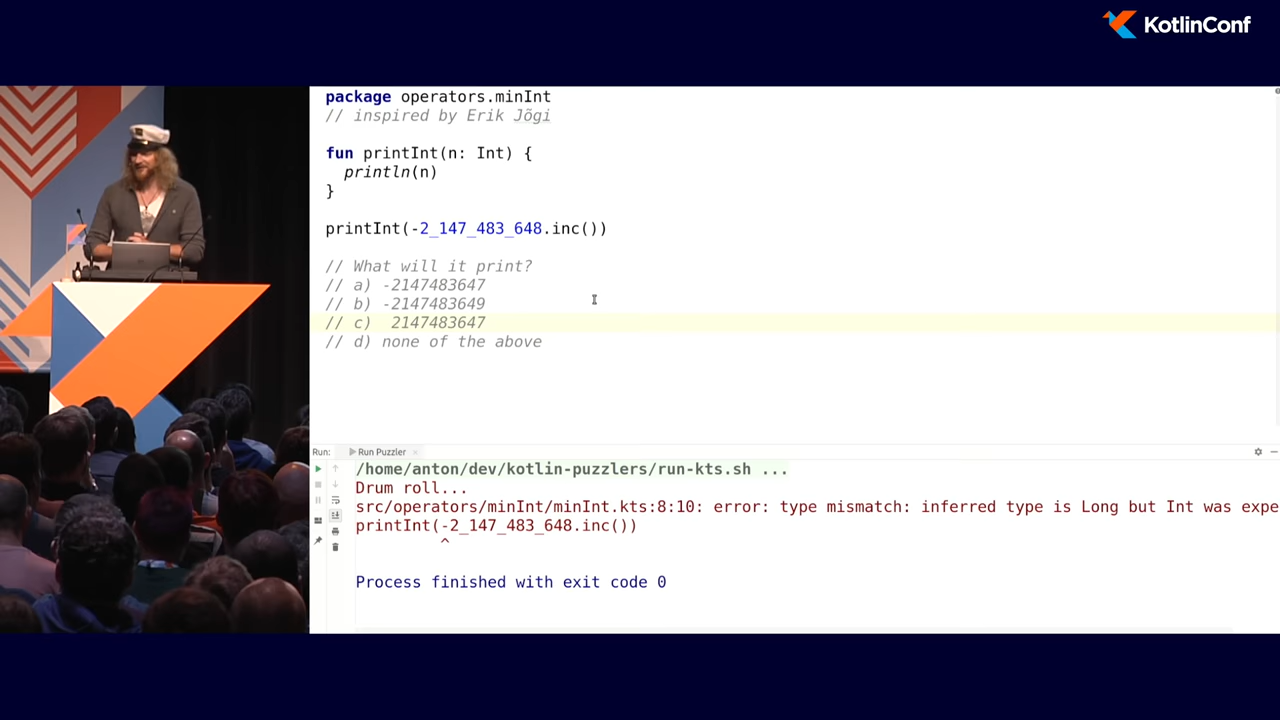 KotlinConf
package operators.minInt
// inspired by Erik Jõgi
fun printInt(n: Int) {
println(n)
}
printInt(-2_147_483_648.inc())
// What will it print?
// a) -2147483647
// b) -2147483649
// c)  2147483647
// d) none of the above
Run:
Run Puzzler
/home/anton/dev/kotlin-puzzlers/run-kts.sh ...
Drum roll...
src/operators/minInt/minInt.kts:8:10: error: type mismatch: inferred type is Long but Int was expe
printInt(-2_147_483_648.inc())
^
Process finished with exit code 0